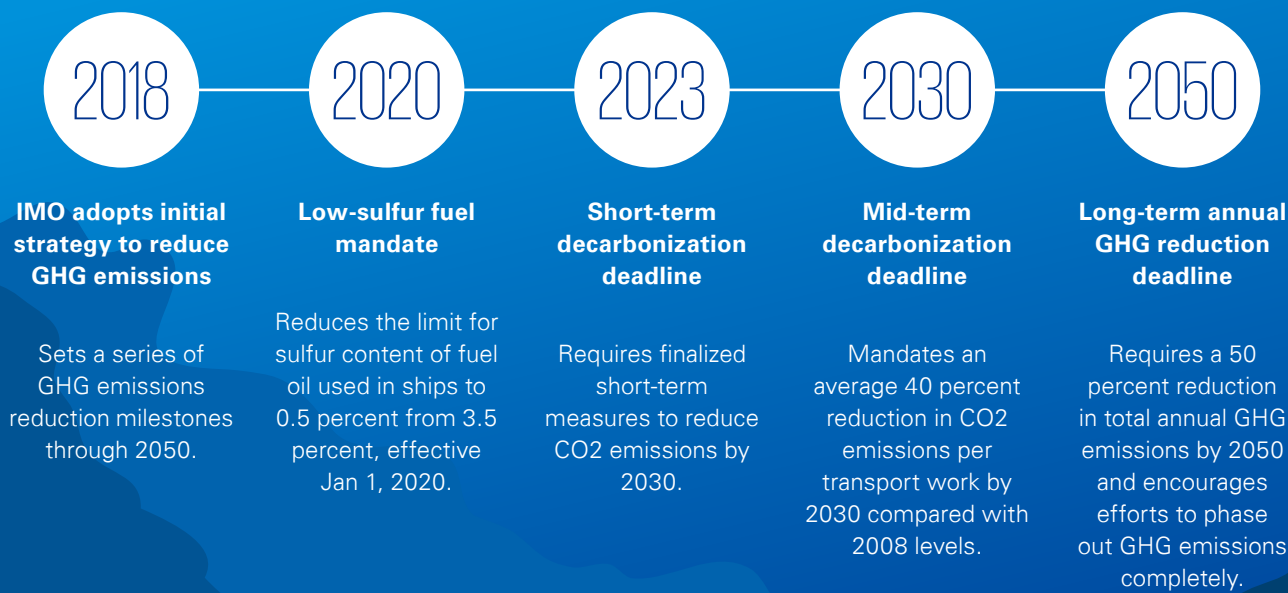 2018
2020
2023
2030
2050
IMO adopts initial
strategy to reduce
GHG emissions
Sets a series of
GHG emissions
reduction milestones
through 2050.
Low-sulfur fuel
mandate
Reduces the limit for
sulfur content of fuel
oil used in ships to
0.5 percent from 3.5
percent, effective
Jan 1, 2020.
Short-term
decarbonization
deadline
Requires finalized
short-term
measures to reduce
CO2 emissions by
2030.
Mid-term
decarbonization
deadline
Mandates an
average 40 percent
reduction in CO2
emissions per
transport work by
2030 compared with
2008 levels.
Long-term annual
GHG reduction
deadline
Requires a 50
percent reduction
in total annual GHG
emissions by 2050
and encourages
efforts to phase
out GHG emissions
completely.